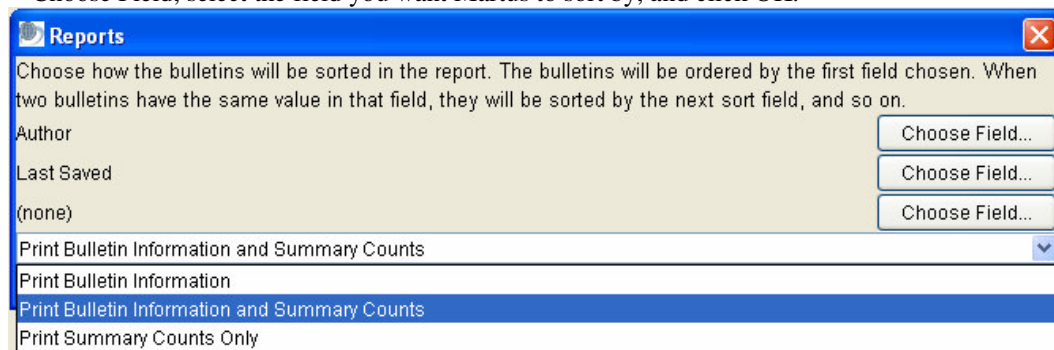 Choose Field, select the field you want Martus to sort by, and click OK.
Reports
Choose how the bulletins will be sorted in the report. The bulletins will be ordered by the first field chosen. When
two bulletins have the same value in that field, they will be sorted by the next sort field, and so on.
Author Choose Field...
Last Saved Choose Field...
(none) Choose Field...
Print Bulletin Information and Summary Counts
Print Bulletin Information
Print Bulletin Information and Summary Counts
Print Summary Counts Only